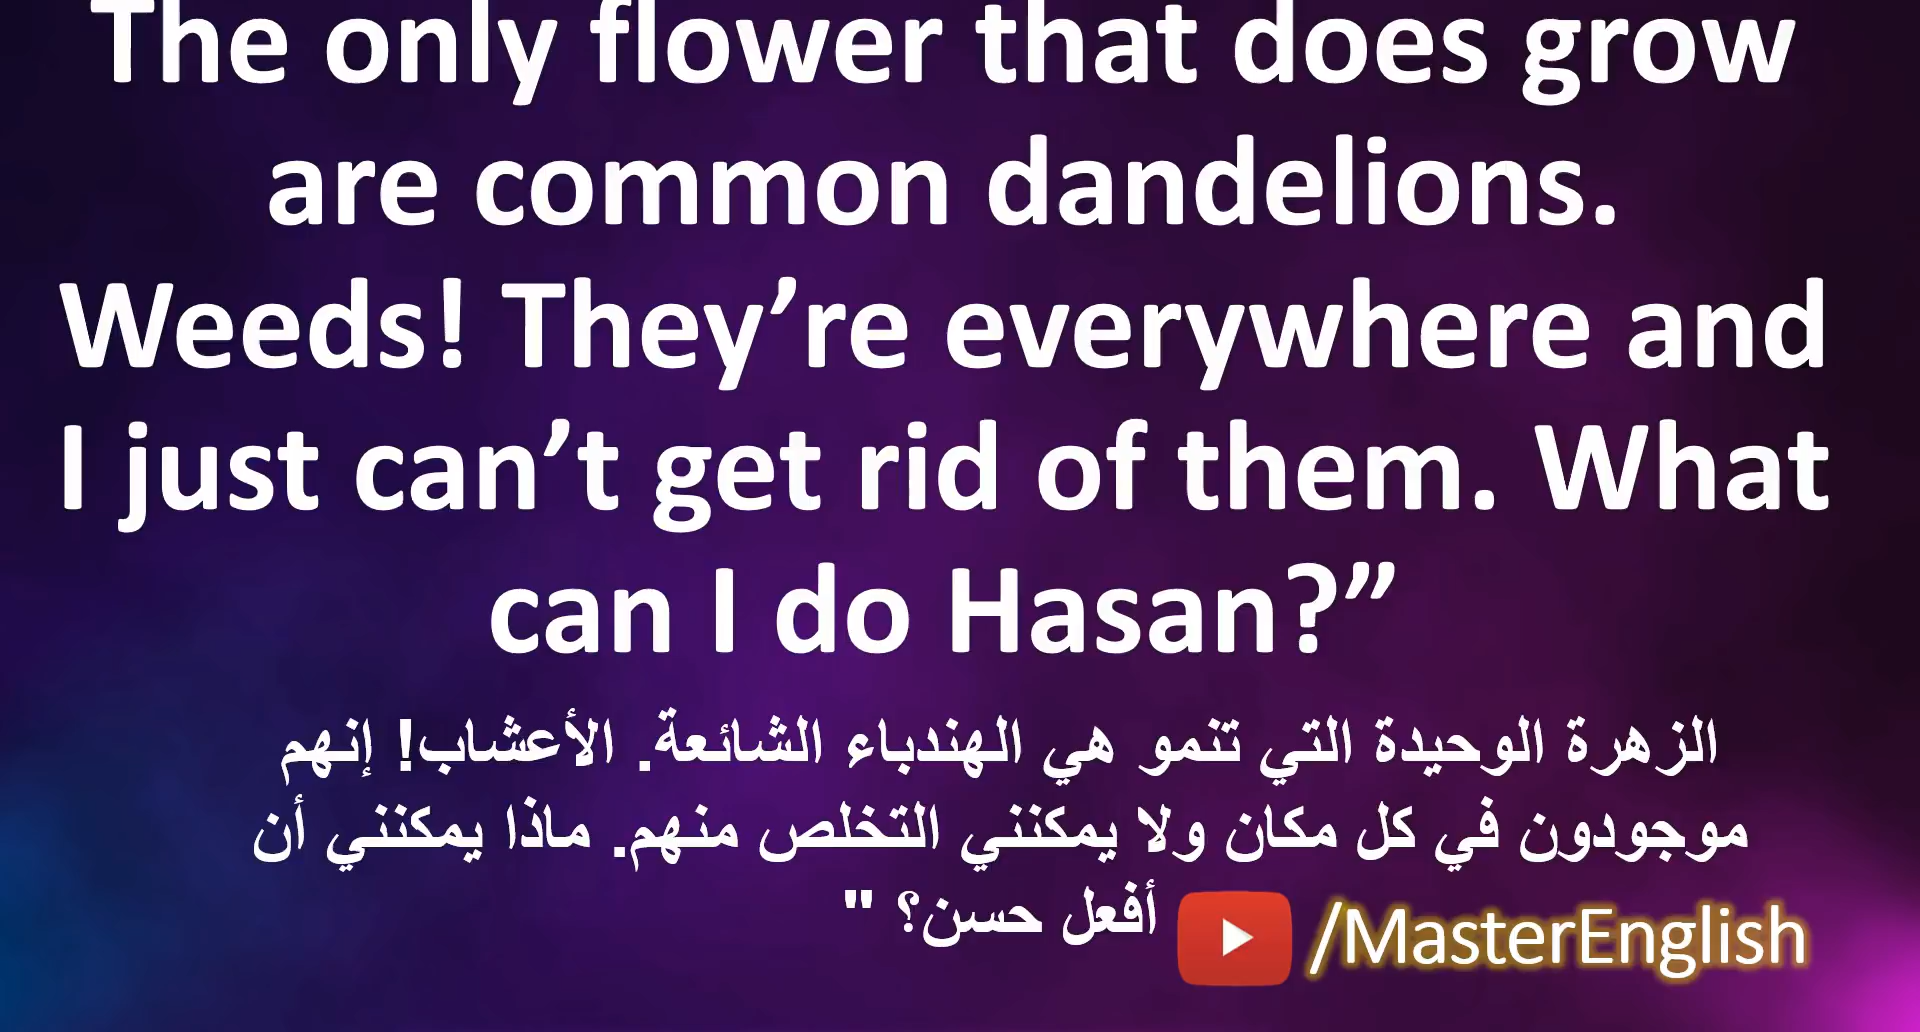 The only flower that does grow
are common dandelions.
Weeds! They’re everywhere and
I just can’t get rid of them. What
can I do Hasan?”
الزهرة الوحيدة التي تنمو هي الهندباء الشائعة. الأعشاب! إنهم
موجودون في كل مكان ولا يمكنني التخلص منهم. ماذا يمكنني أن
أفعل حسن؟ "
/MasterEnglish